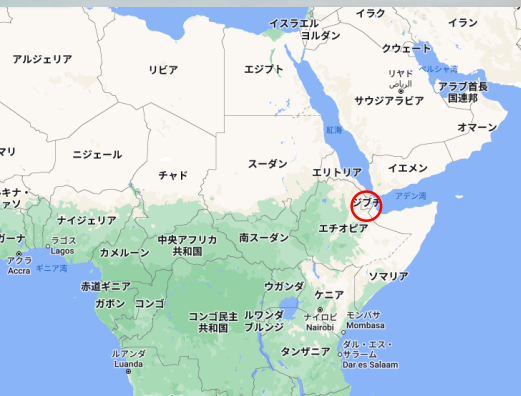 イスラエル
イラク
イラン
ヨルダン
クウェート
アルジェリア
リビア
エジプト
ペルシャ湾
リヤド
الرياض
アラブ首長
国連邦
サウジアラビア
紅海
オマーン
マリ
ニジェール
チャド
スーダン
エリトリア
イエメン
キナ・
ァソ
ジブチ
アデン湾
ナイジェリア
エチオピア
ガーナ
ラゴス
Lagos
中央アフリカ
共和国
南スーダン
カメルーン
アクラ
Accra
ギニア湾
ソマリア
赤道ギニア
ウガンダ
ケニア
ガボン
コンゴ
コンゴ民主
共和国
ルワンダ
ブルンジ
ナイロビ
Nairobi
モンバサ
Mombasa
ルアンダ
Luanda
タンザニア
ダル・エス・
サラーム
Dar es Salaam